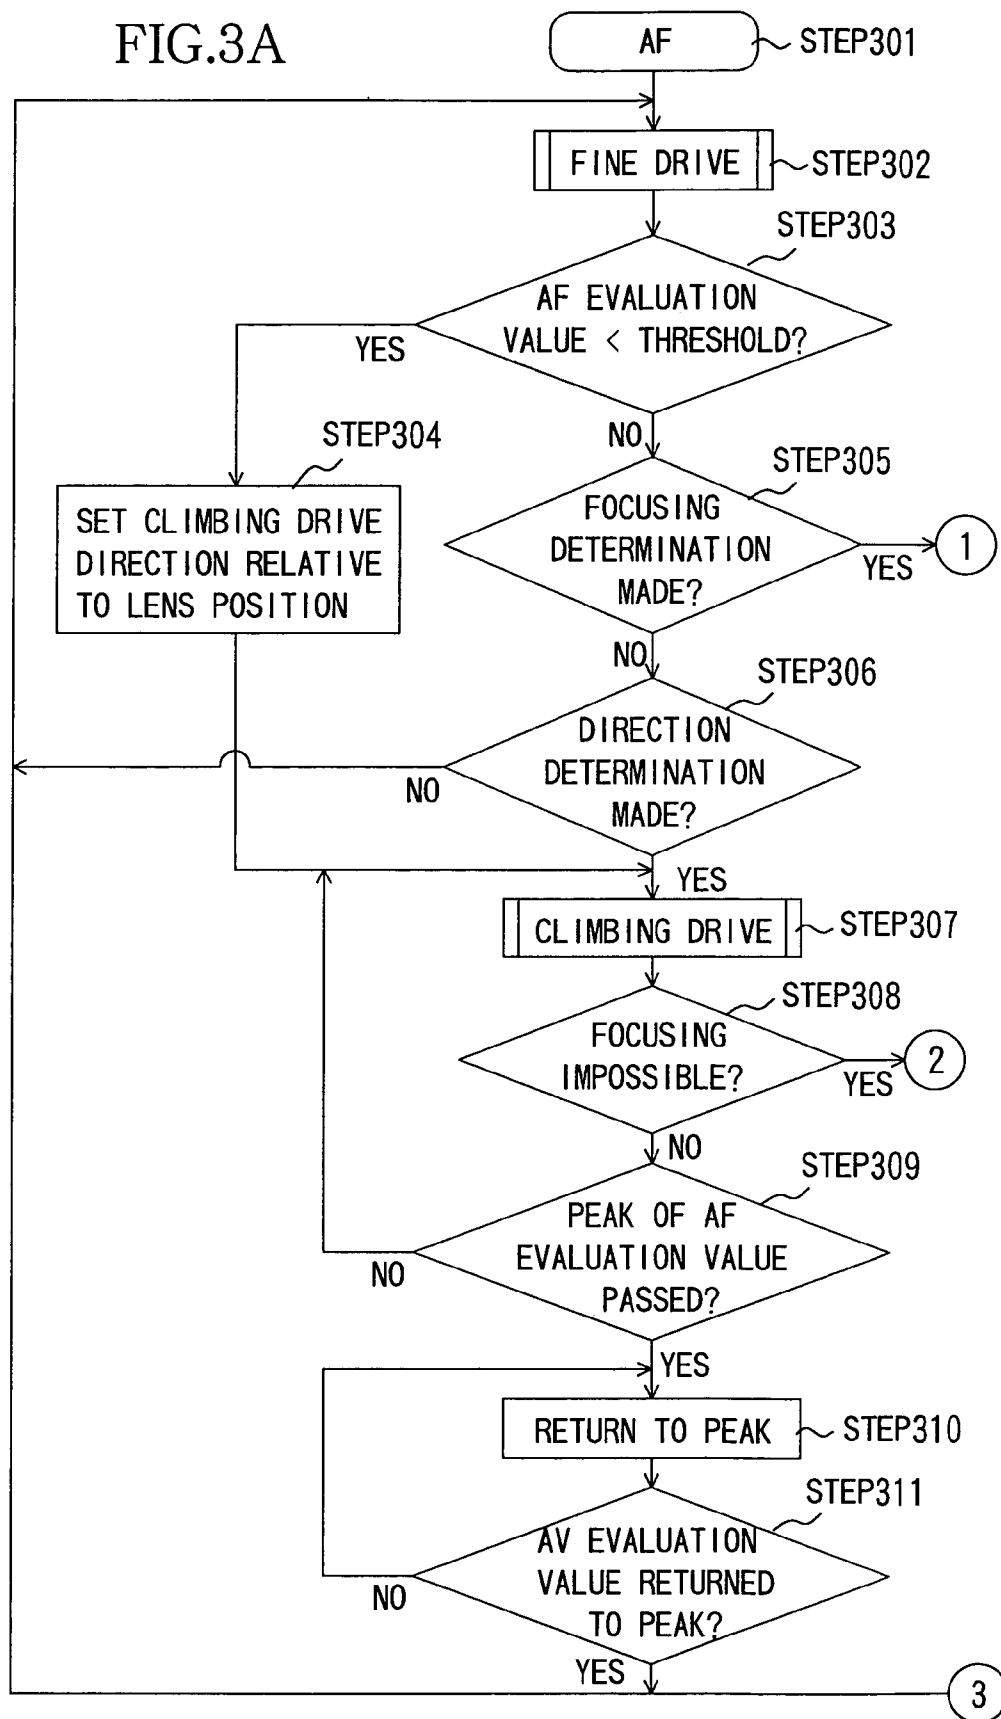 FIG.3A
AF
STEP301
FINE DRIVE
STEP302
STEP303
AF EVALUATION
VALUE < THRESHOLD?
YES
NO
STEP304
SET CLIMBING DRIVE
DIRECTION RELATIVE
TO LENS POSITION
STEP305
FOCUSING
DETERMINATION
MADE?
YES
1
NO
STEP306
DIRECTION
DETERMINATION
MADE?
NO
YES
CLIMBING DRIVE
STEP307
STEP308
FOCUSING
IMPOSSIBLE?
YES
2
NO
STEP309
PEAK OF AF
EVALUATION VALUE
PASSED?
NO
YES
RETURN TO PEAK
STEP310
STEP311
AV EVALUATION
VALUE RETURNED
TO PEAK?
NO
YES
3